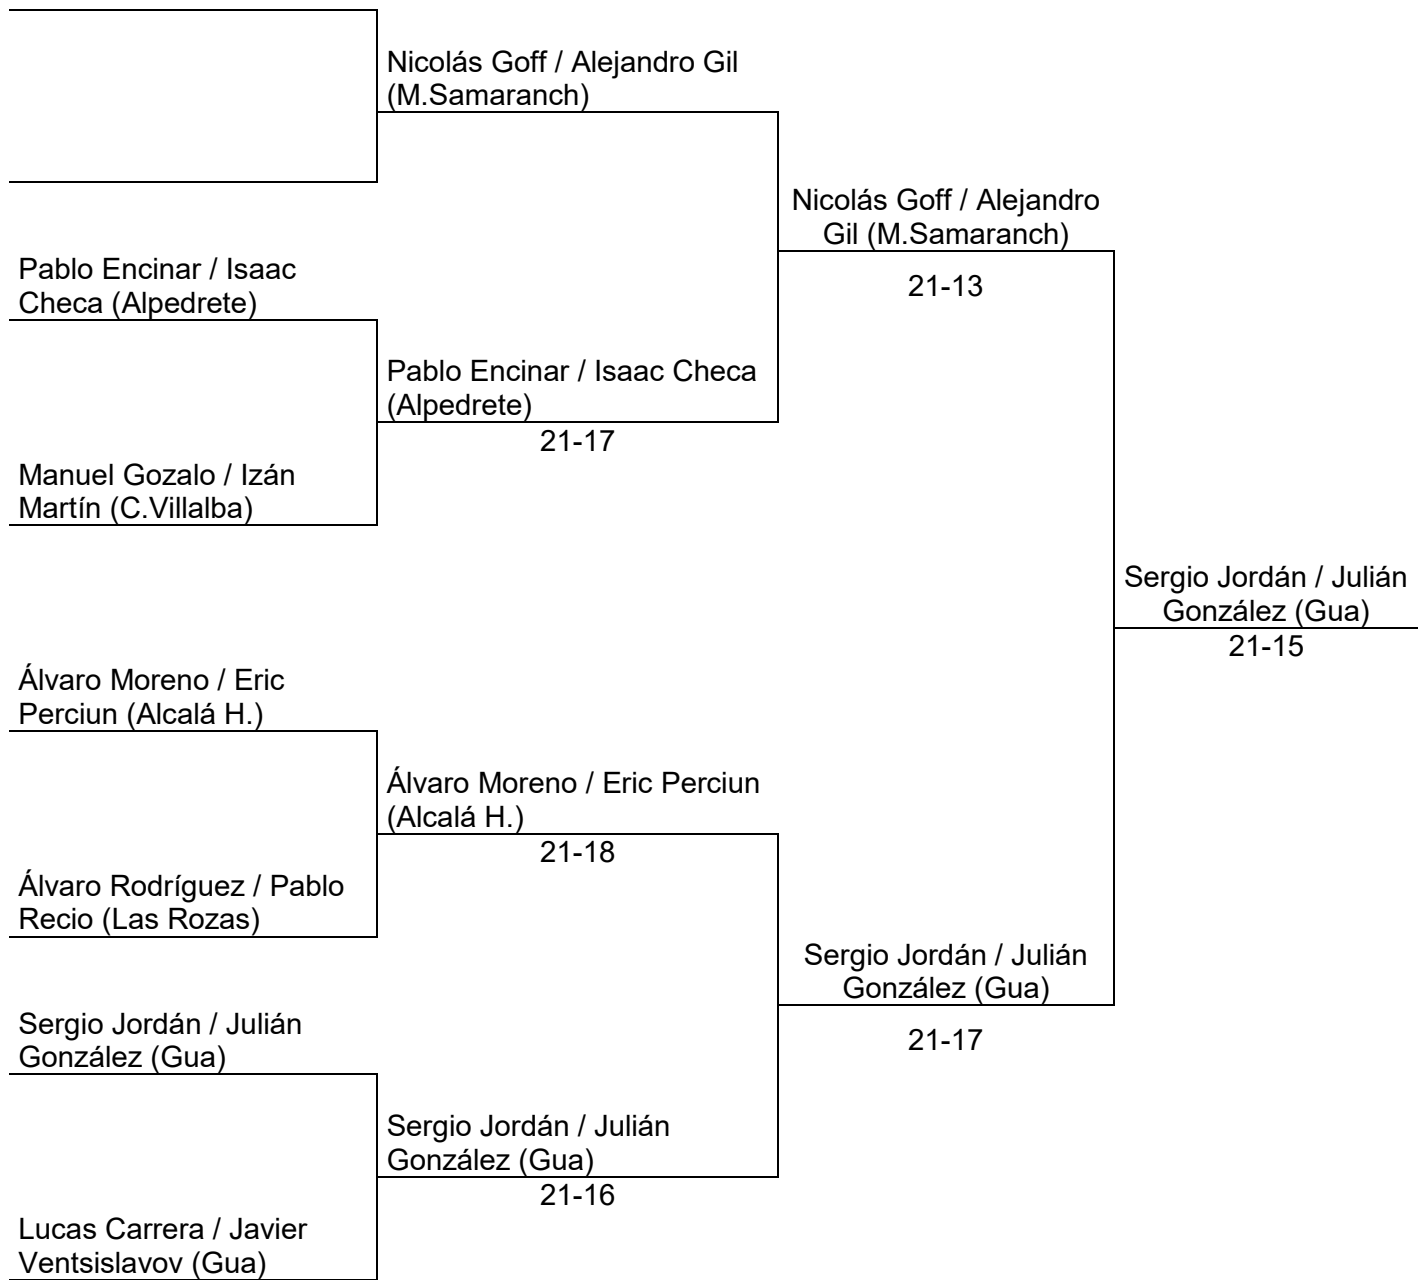 Nicolás Goff / Alejandro Gil
(M.Samaranch)
Nicolás Goff / Alejandro
Gil (M.Samaranch)
21-13
Pablo Encinar / Isaac
Checa (Alpedrete)
Pablo Encinar / Isaac Checa
(Alpedrete)
21-17
Manuel Gozalo / Izán
Martín (C.Villalba)
Sergio Jordán / Julián
González (Gua)
21-15
Álvaro Moreno / Eric
Perciun (Alcalá H.)
Álvaro Moreno / Eric Perciun
(Alcalá H.)
21-18
Álvaro Rodríguez / Pablo
Recio (Las Rozas)
Sergio Jordán / Julián
González (Gua)
21-17
Sergio Jordán / Julián
González (Gua)
Sergio Jordán / Julián
González (Gua)
21-16
Lucas Carrera / Javier
Ventsislavov (Gua)